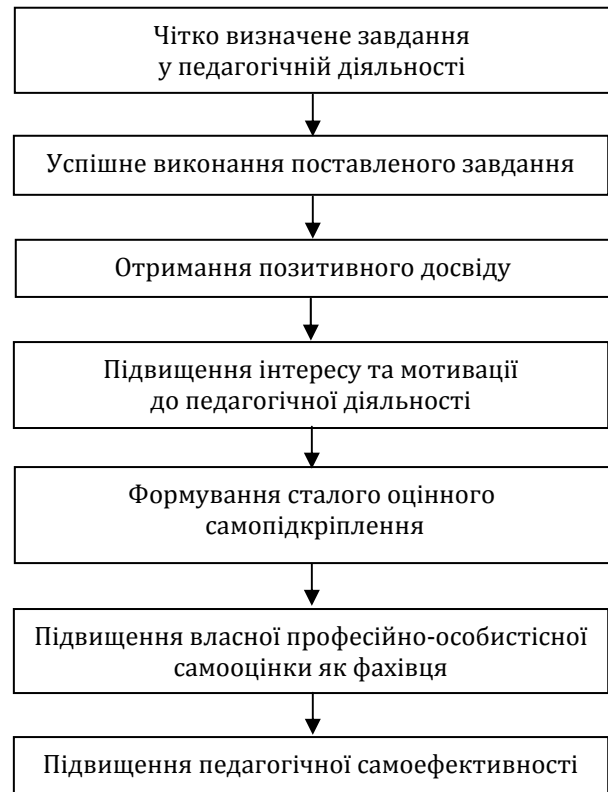 Чітко визначене завдання
у педагогічній діяльності
Успішне виконання поставленого завдання
Отримання позитивного досвіду
Підвищення інтересу та мотивації
до педагогічної діяльності
Формування сталого оцінного
самопідкріплення
Підвищення власної професійно-особистісної
самооцінки як фахівця
Підвищення педагогічної самоефективності